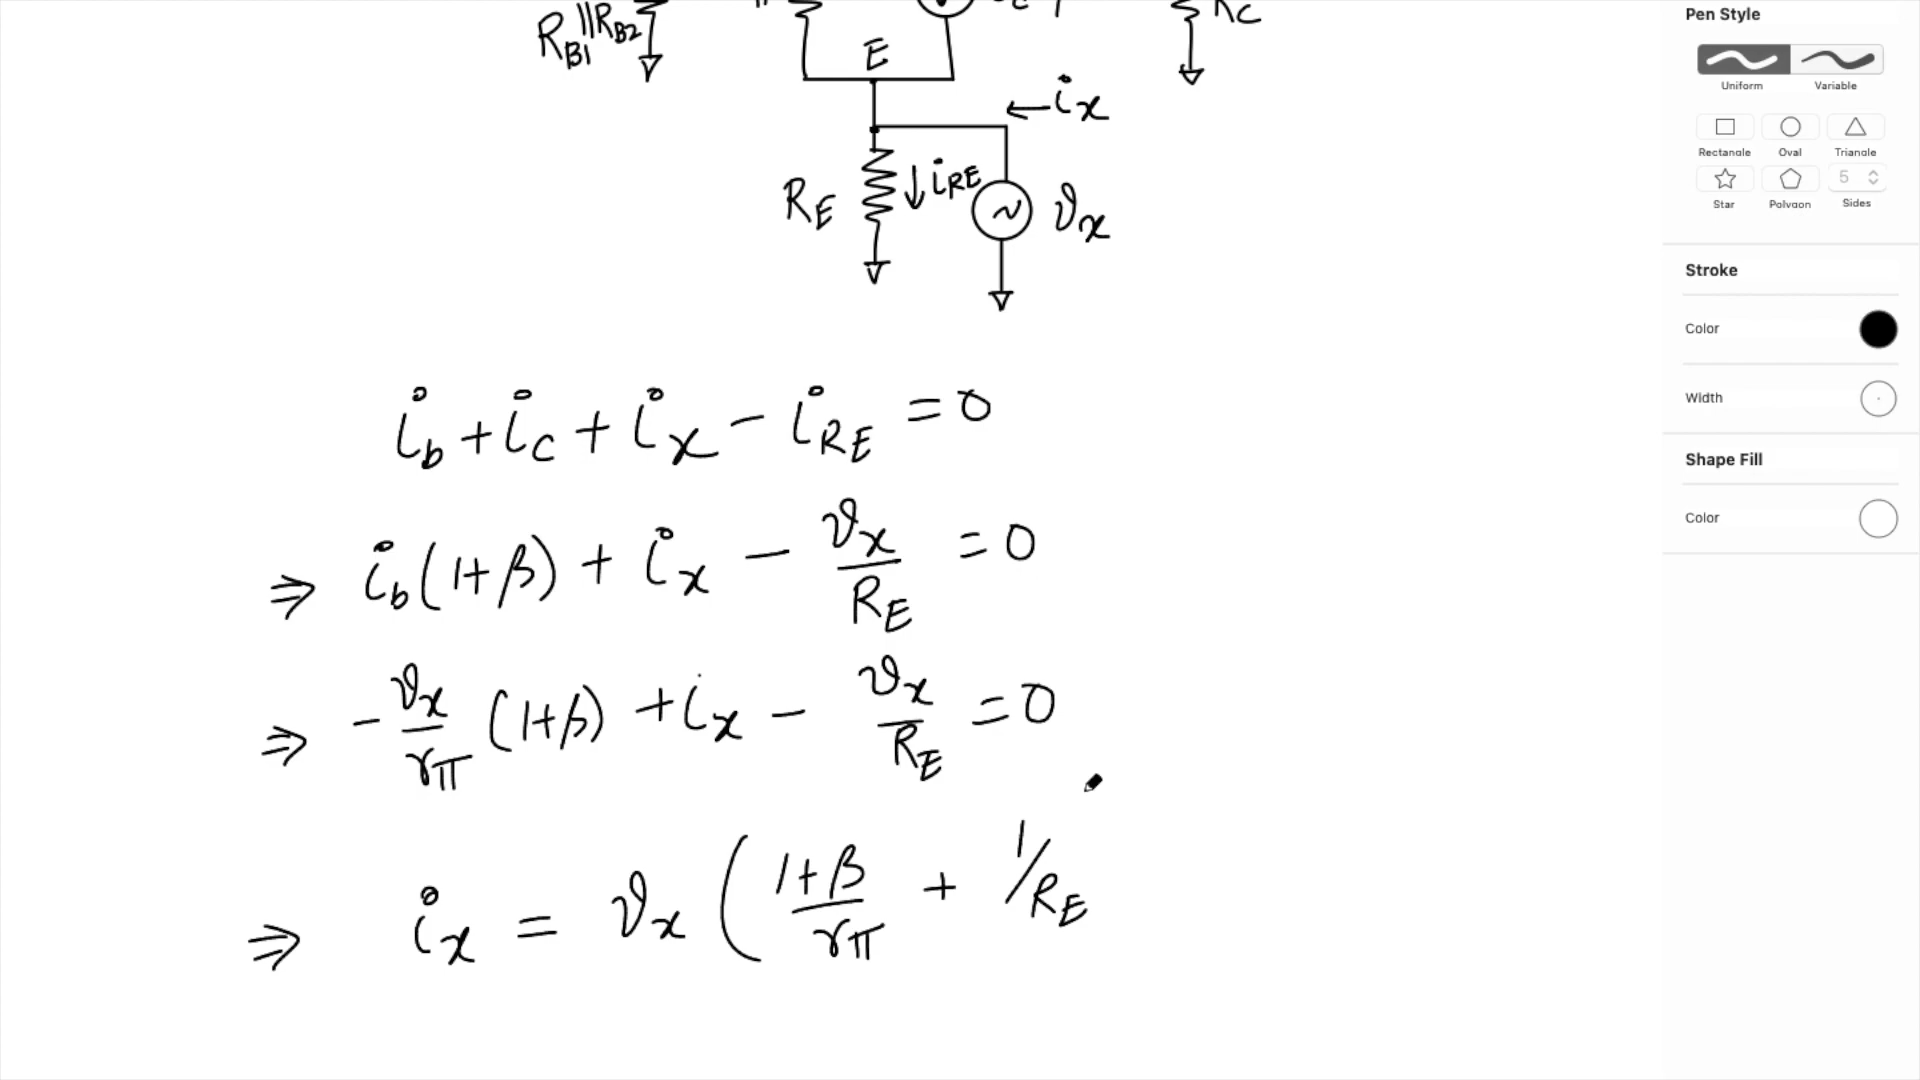 R_B1||R_B2
E
R_C
←i_x
R_E
↓i_RE
v_x
i_b + i_c + i_x - i_RE = 0
⇒ i_b(1+β) + i_x - v_x/R_E = 0
⇒ -v_x/r_π (1+β) + i_x - v_x/R_E = 0
⇒ i_x = v_x ( (1+β)/r_π + 1/R_E
Pen Style
Uniform Variable
Rectangle Oval Triangle
5
Star Polygon Sides
Stroke
Color
Width
Shape Fill
Color